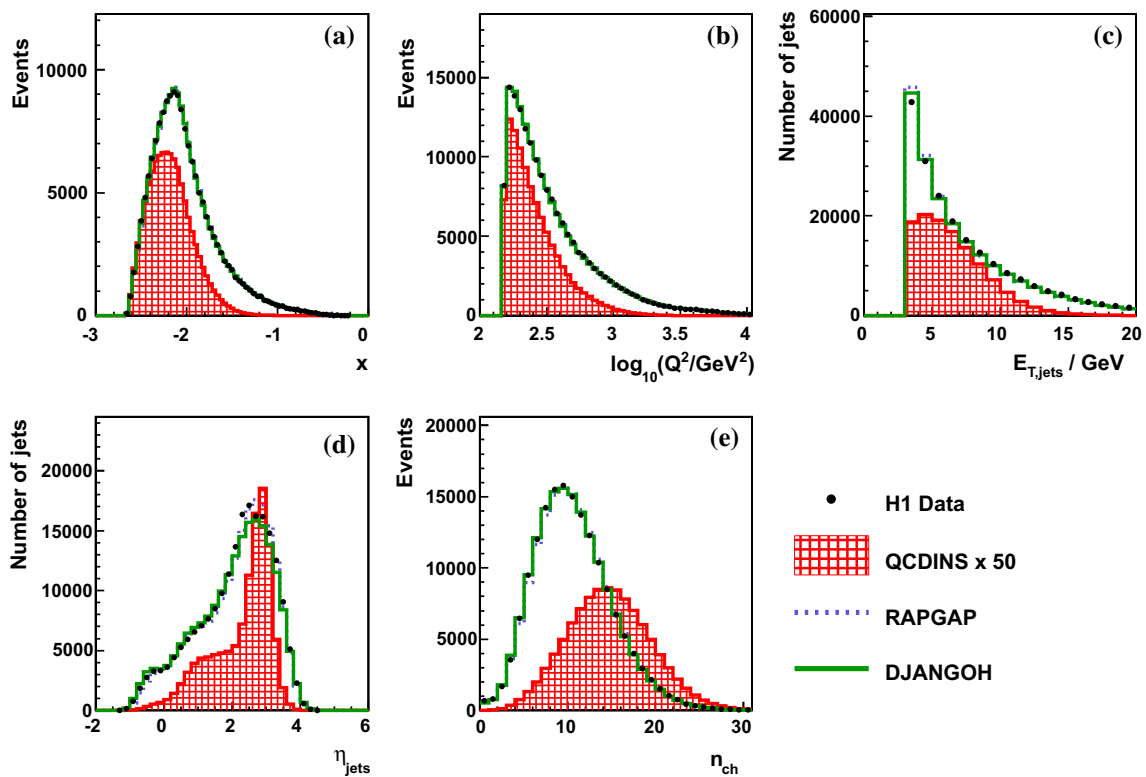 (a)
Events
10000
5000
0
-3
-2
-1
0
x
(b)
Events
15000
10000
5000
0
2
2.5
3
3.5
4
log10(Q2/GeV2)
(c)
Number of jets
60000
40000
20000
0
0
5
10
15
20
ET,jets / GeV
(d)
Number of jets
20000
15000
10000
5000
0
-2
0
2
4
6
ηjets
(e)
Events
20000
15000
10000
5000
0
0
10
20
30
nch
H1 Data
QCDINS x 50
RAPGAP
DJANGOH